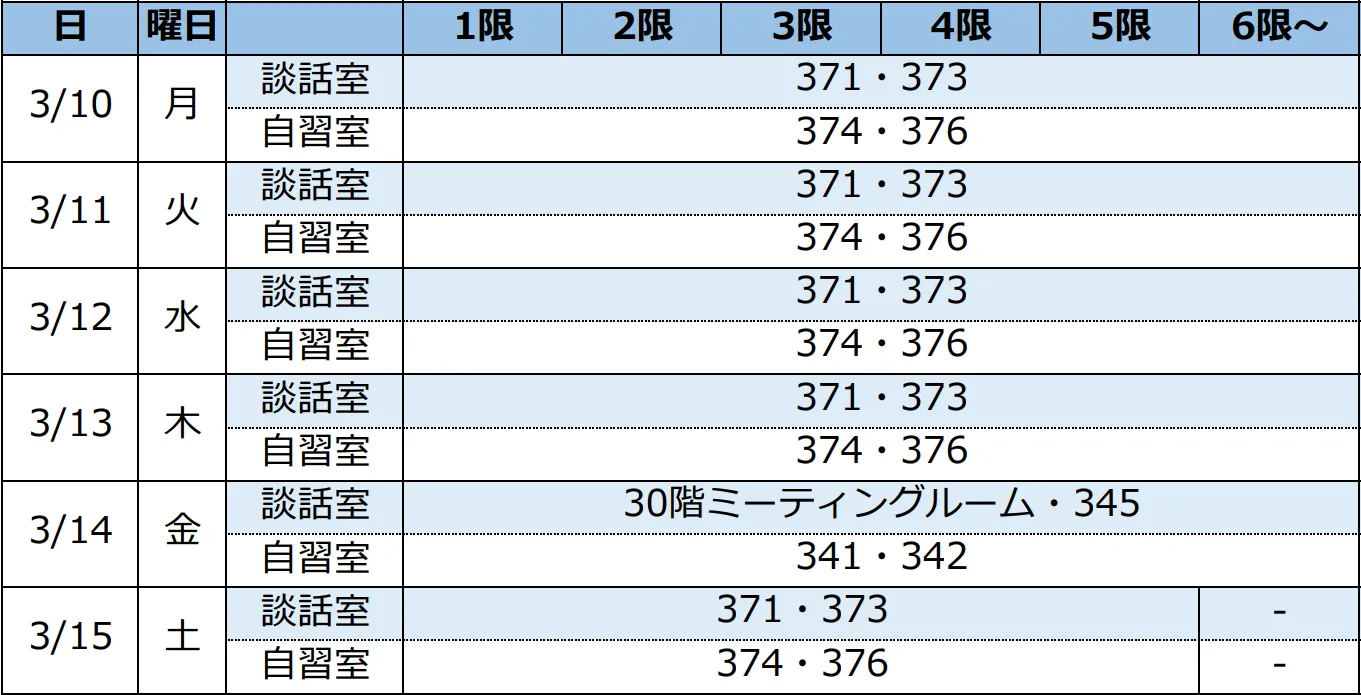 日 曜日 1限 2限 3限 4限 5限 6限～
3/10 月 談話室 371・373
自習室 374・376
3/11 火 談話室 371・373
自習室 374・376
3/12 水 談話室 371・373
自習室 374・376
3/13 木 談話室 371・373
自習室 374・376
3/14 金 談話室 30階ミーティングルーム・345
自習室 341・342
3/15 土 談話室 371・373 -
自習室 374・376 -